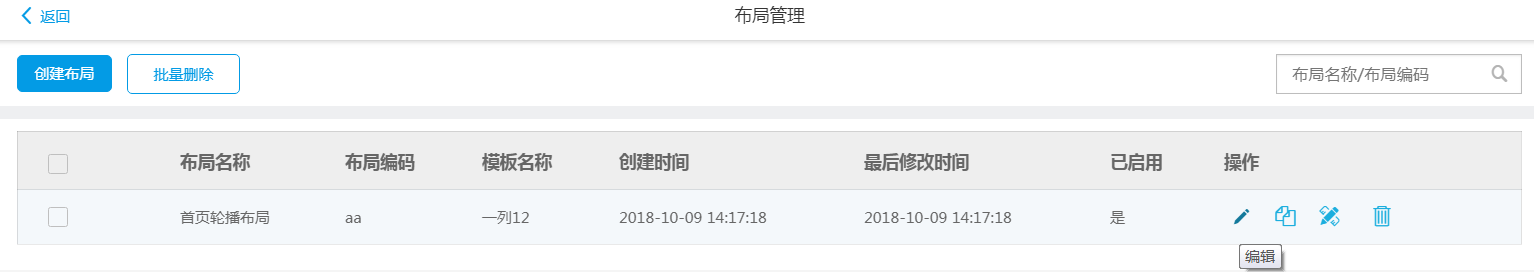 返回 布局管理
创建布局 批量删除 布局名称/布局编码
布局名称 布局编码 模板名称 创建时间 最后修改时间 已启用 操作
首页轮播布局 aa 一列12 2018-10-09 14:17:18 2018-10-09 14:17:18 是
编辑